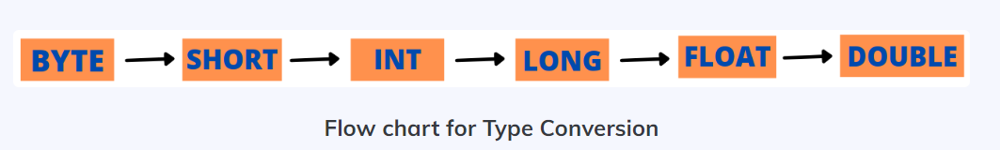 BYTE SHORT INT LONG FLOAT DOUBLE
Flow chart for Type Conversion